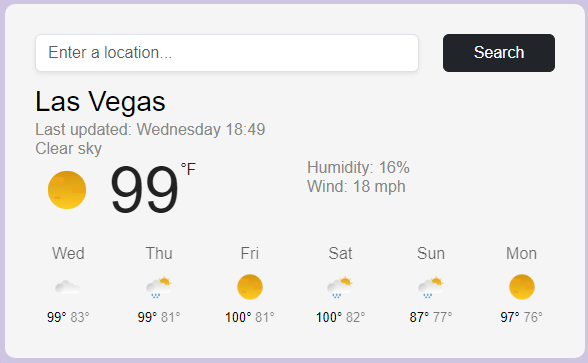 Enter a location...
Search
Las Vegas
Last updated: Wednesday 18:49
Clear sky
99 °F
Humidity: 16%
Wind: 18 mph
Wed Thu Fri Sat Sun Mon
99° 83° 99° 81° 100° 81° 100° 82° 87° 77° 97° 76°